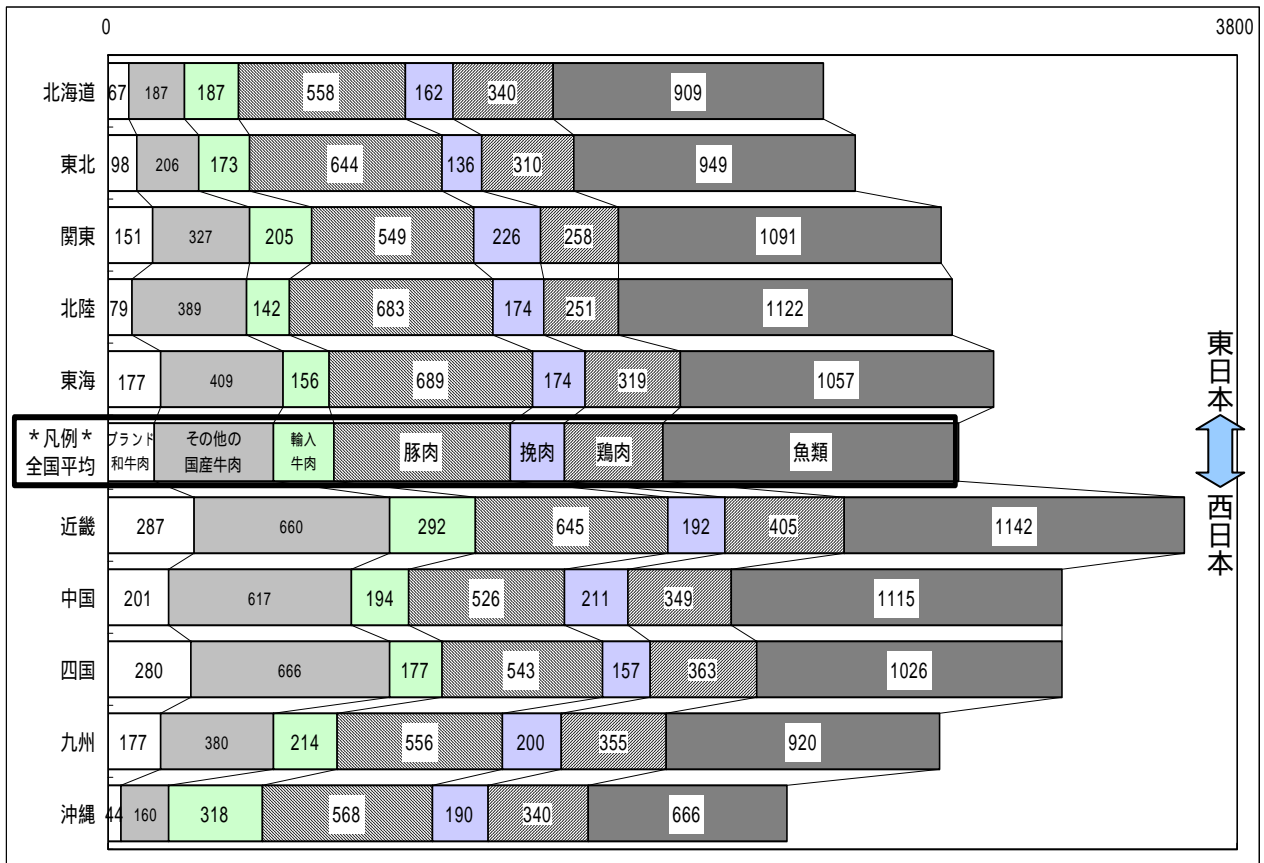 0 3800
北海道 67 187 187 558 162 340 909
東北 98 206 173 644 136 310 949
関東 151 327 205 549 226 258 1091
北陸 79 389 142 683 174 251 1122
東海 177 409 156 689 174 319 1057
東日本
*凡例*
全国平均
ブランド
和牛肉
その他の
国産牛肉
輸入
牛肉
豚肉
挽肉
鶏肉
魚類
西日本
近畿 287 660 292 645 192 405 1142
中国 201 617 194 526 211 349 1115
四国 280 666 177 543 157 363 1026
九州 177 380 214 556 200 355 920
沖縄 44 160 318 568 190 340 666